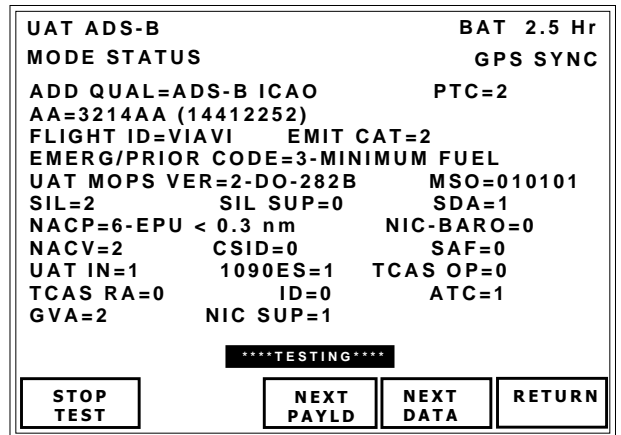 UAT ADS-B BAT 2.5 Hr
MODE STATUS GPS SYNC
ADD QUAL=ADS-B ICAO PTC=2
AA=3214AA (14412252)
FLIGHT ID=VIAVI EMIT CAT=2
EMERG/PRIOR CODE=3-MINIMUM FUEL
UAT MOPS VER=2-DO-282B MSO=010101
SIL=2 SIL SUP=0 SDA=1
NACP=6-EPU < 0.3 nm NIC-BARO=0
NACV=2 CSID=0 SAF=0
UAT IN=1 1090ES=1 TCAS OP=0
TCAS RA=0 ID=0 ATC=1
GVA=2 NIC SUP=1
****TESTING****
STOP TEST
NEXT PAYLD
NEXT DATA
RETURN